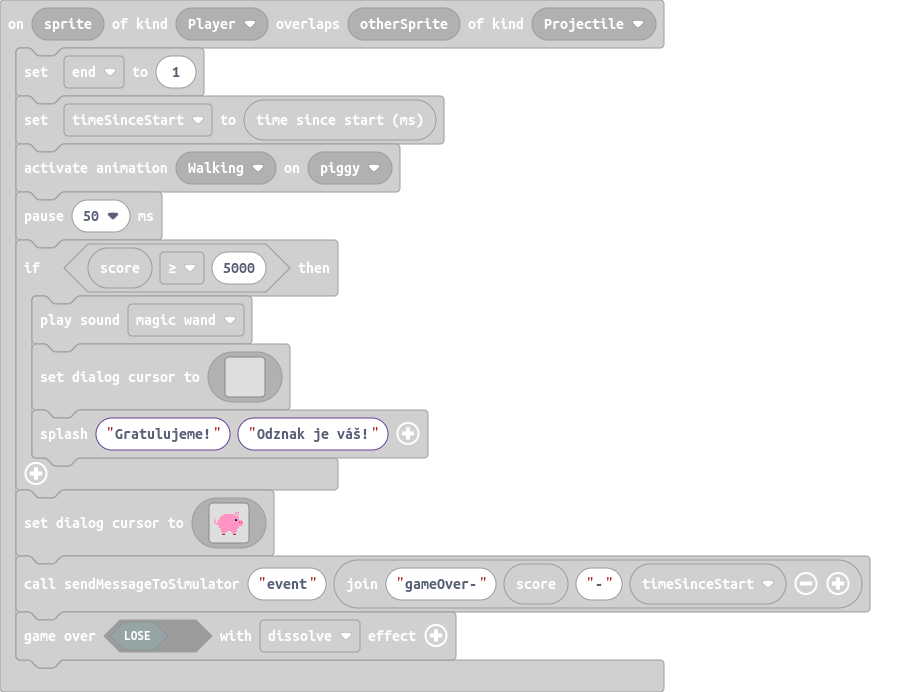 on sprite of kind Player overlaps otherSprite of kind Projectile
set end to 1
set timeSinceStart to time since start (ms)
activate animation Walking on piggy
pause 50 ms
if score ≥ 5000 then
play sound magic wand
set dialog cursor to
splash "Gratulujeme!" "Odznak je váš!"
set dialog cursor to
call sendMessageToSimulator "event" join "gameOver-" score "-" timeSinceStart
game over LOSE with dissolve effect